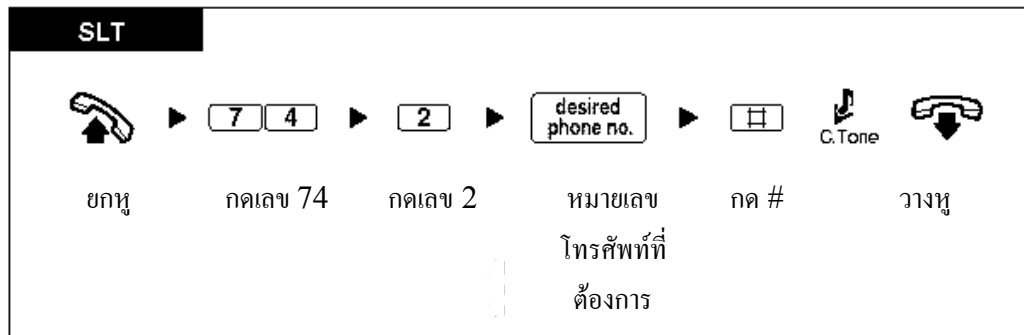 SLT
7 4 2 desired
phone no. #
C.Tone
ยกหู กดเลข 74 กดเลข 2 หมายเลข กด # วางหู
โทรศัพท์ที่
ต้องการ